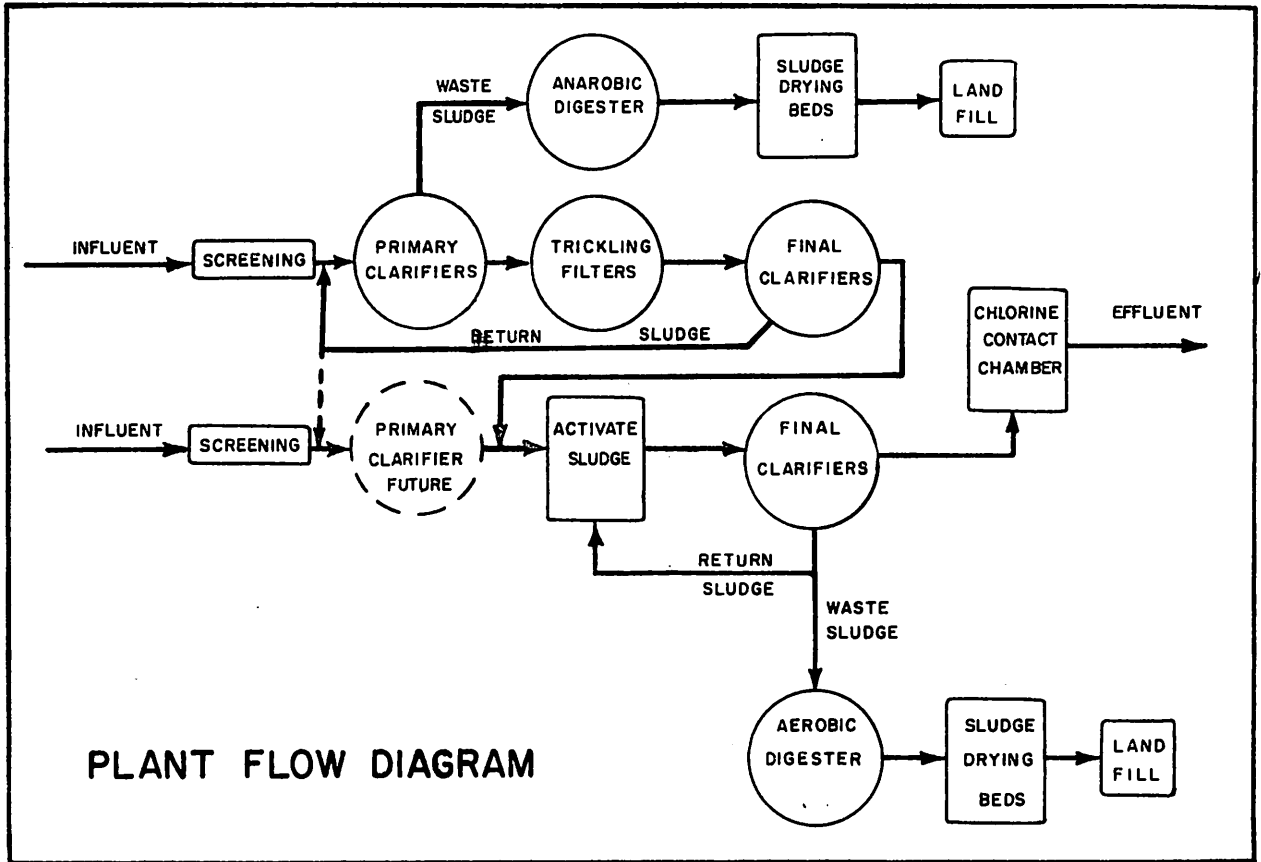 WASTE
SLUDGE
ANAROBIC
DIGESTER
SLUDGE
DRYING
BEDS
LAND
FILL
INFLUENT
SCREENING
PRIMARY
CLARIFIERS
TRICKLING
FILTERS
FINAL
CLARIFIERS
RETURN SLUDGE
CHLORINE
CONTACT
CHAMBER
EFFLUENT
INFLUENT
SCREENING
PRIMARY
CLARIFIER
FUTURE
ACTIVATE
SLUDGE
FINAL
CLARIFIERS
RETURN
SLUDGE
WASTE
SLUDGE
AEROBIC
DIGESTER
SLUDGE
DRYING
BEDS
LAND
FILL
PLANT FLOW DIAGRAM